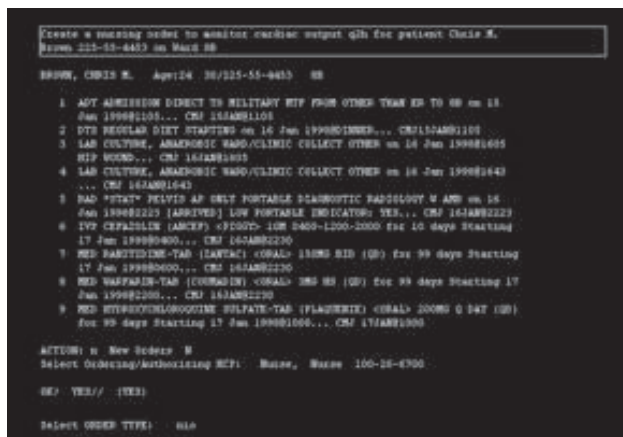 Create a nursing order to monitor cardiac output q2h for patient Chris M.
Brown 225-55-4453 on Ward 8B
BROWN, CHRIS M. Age:24 30/225-55-4453 8B
1 ADT ADMISSION DIRECT TO MILITARY MTF FROM OTHER THAN ER TO 8B on 15
Jan 1998@1105... CMJ 15JAN@1105
2 DTS REGULAR DIET STARTING on 16 Jan 1998@DINNER... CMJ15JAN@1105
3 LAB CULTURE, ANAEROBIC WARD/CLINIC COLLECT OTHER on 16 Jan 1998@1605
HIP WOUND... CMJ 16JAN@1605
4 LAB CULTURE, ANAEROBIC WARD/CLINIC COLLECT OTHER on 16 Jan 1998@1643
... CMJ 16JAN@1643
5 RAD *STAT* PELVIS AP ONLY PORTABLE DIAGNOSTIC RADIOLOGY W AMB on 16
Jan 1998@2223 [ARRIVED] LOW PORTABLE INDICATOR: YES... CMJ 16JAN@2223
6 IVP CEFAZOLIN (ANCEF) 1GM 0400-1200-2000 for 10 days Starting
17 Jan 1998@0400... CMJ 16JAN@2230
7 MED RANITIDINE-TAB (ZANTAC) <ORAL> 150MG BID (UD) for 99 days Starting
17 Jan 1998@0800... CMJ 16JAN@2230
8 MED WARFARIN-TAB (COUMADIN) <ORAL> 5MG HS (UD) for 99 days Starting 17
Jan 1998@2200... CMJ 16JAN@2230
9 MED HYDROXYCHLOROQUINE SULFATE-TAB (PLAQUENIL) <ORAL> 200MG Q DAY (UD)
for 99 days Starting 17 Jan 1998@1000... CMJ 17JAN@1000
ACTION: n New Orders N
Select Ordering/Authorizing HCP: Nurse, Nurse 100-26-6700
OK? YES// (YES)
Select ORDER TYPE: nio